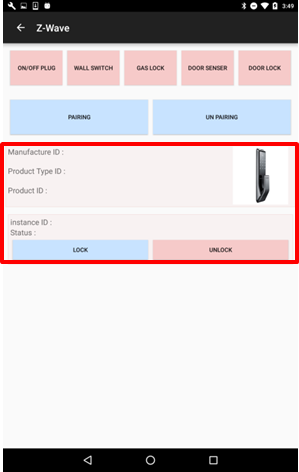 3:49
Z-Wave
ON/OFF PLUG
WALL SWITCH
GAS LOCK
DOOR SENSER
DOOR LOCK
PAIRING
UN PAIRING
Manufacture ID :
Product Type ID :
Product ID :
instance ID :
Status :
LOCK
UNLOCK